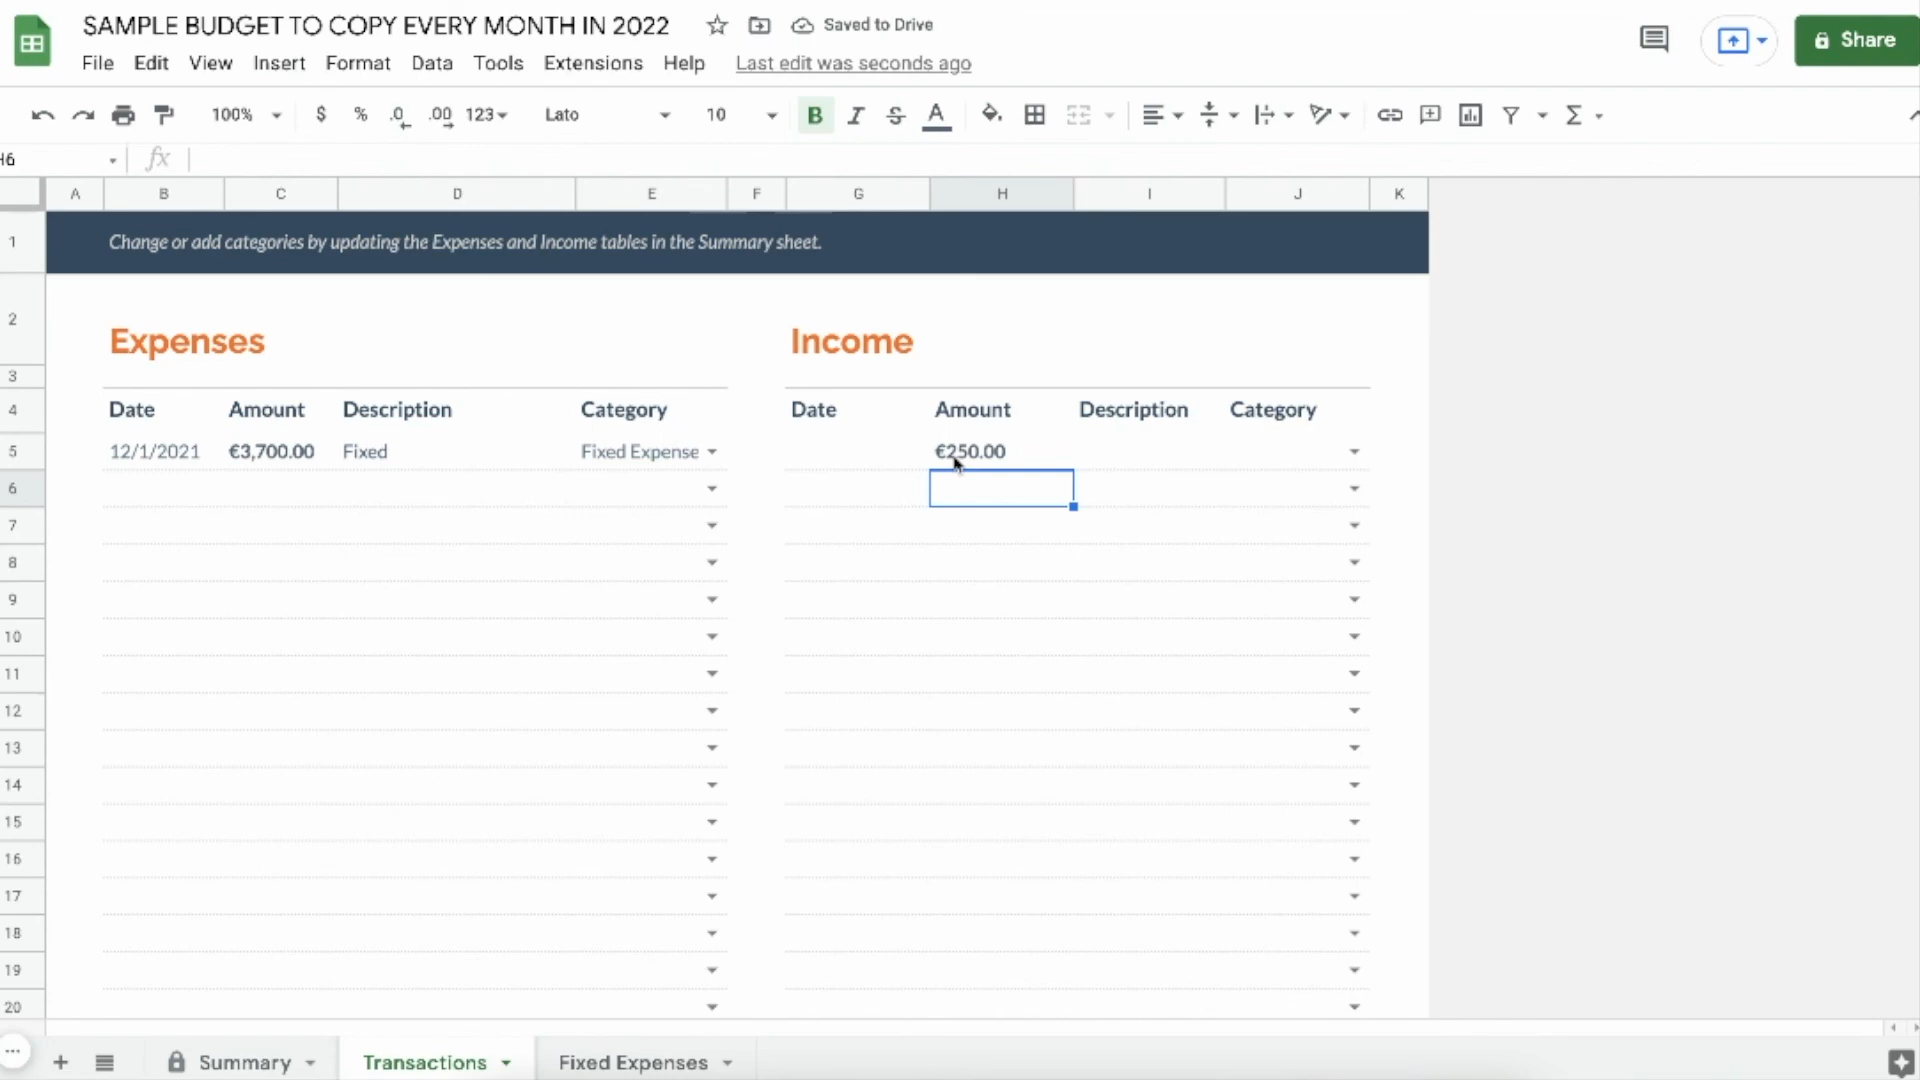 SAMPLE BUDGET TO COPY EVERY MONTH IN 2022 Saved to Drive
File Edit View Insert Format Data Tools Extensions Help Last edit was seconds ago
Share
100% $ % .0 .00 123 Lato 10 B I S A Σ
H6 fx
A B C D E F G H I J K
1 Change or add categories by updating the Expenses and Income tables in the Summary sheet.
2 Expenses Income
3
4 Date Amount Description Category Date Amount Description Category
5 12/1/2021 €3,700.00 Fixed Fixed Expense €250.00
6
7
8
9
10
11
12
13
14
15
16
17
18
19
20
+ Summary Transactions Fixed Expenses